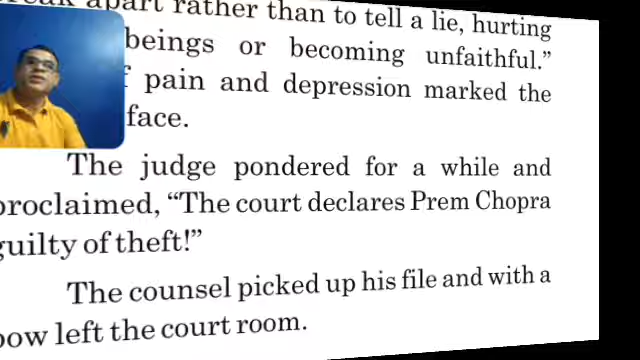 apart rather than to tell a lie, hurting
beings or becoming unfaithful.”
pain and depression marked the
face.
The judge pondered for a while and
proclaimed, “The court declares Prem Chopra
guilty of theft!”
The counsel picked up his file and with a
bow left the court room.